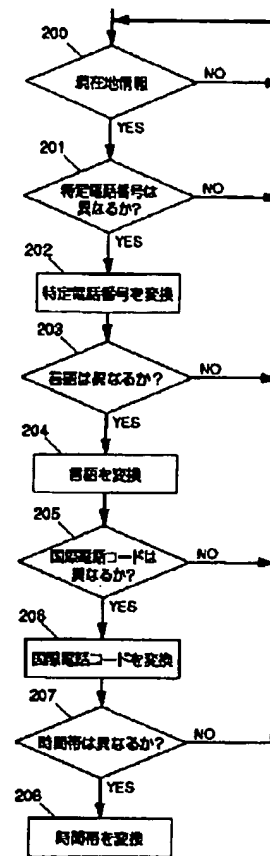 200
現在地情報
NO
YES
201
特定電話番号は
異なるか?
NO
YES
202
特定電話番号を変換
203
言語は異なるか?
NO
YES
204
言語を変換
205
国際電話コードは
異なるか?
NO
YES
206
国際電話コードを変換
207
時間帯は異なるか?
NO
YES
208
時間帯を変換